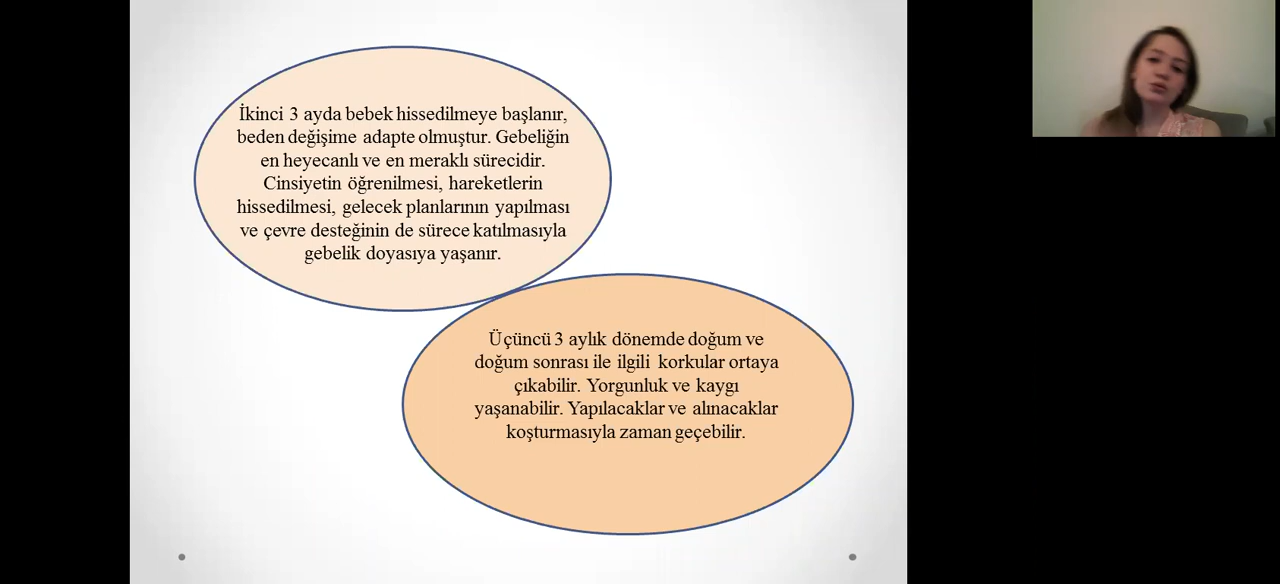 İkinci 3 ayda bebek hissedilmeye başlanır,
beden değişime adapte olmuştur. Gebeliğin
en heyecanlı ve en meraklı sürecidir.
Cinsiyetin öğrenilmesi, hareketlerin
hissedilmesi, gelecek planlarının yapılması
ve çevre desteğinin de sürece katılmasıyla
gebelik doyasıya yaşanır.
Üçüncü 3 aylık dönemde doğum ve
doğum sonrası ile ilgili korkular ortaya
çıkabilir. Yorgunluk ve kaygı
yaşanabilir. Yapılacaklar ve alınacaklar
koşturmasıyla zaman geçebilir.